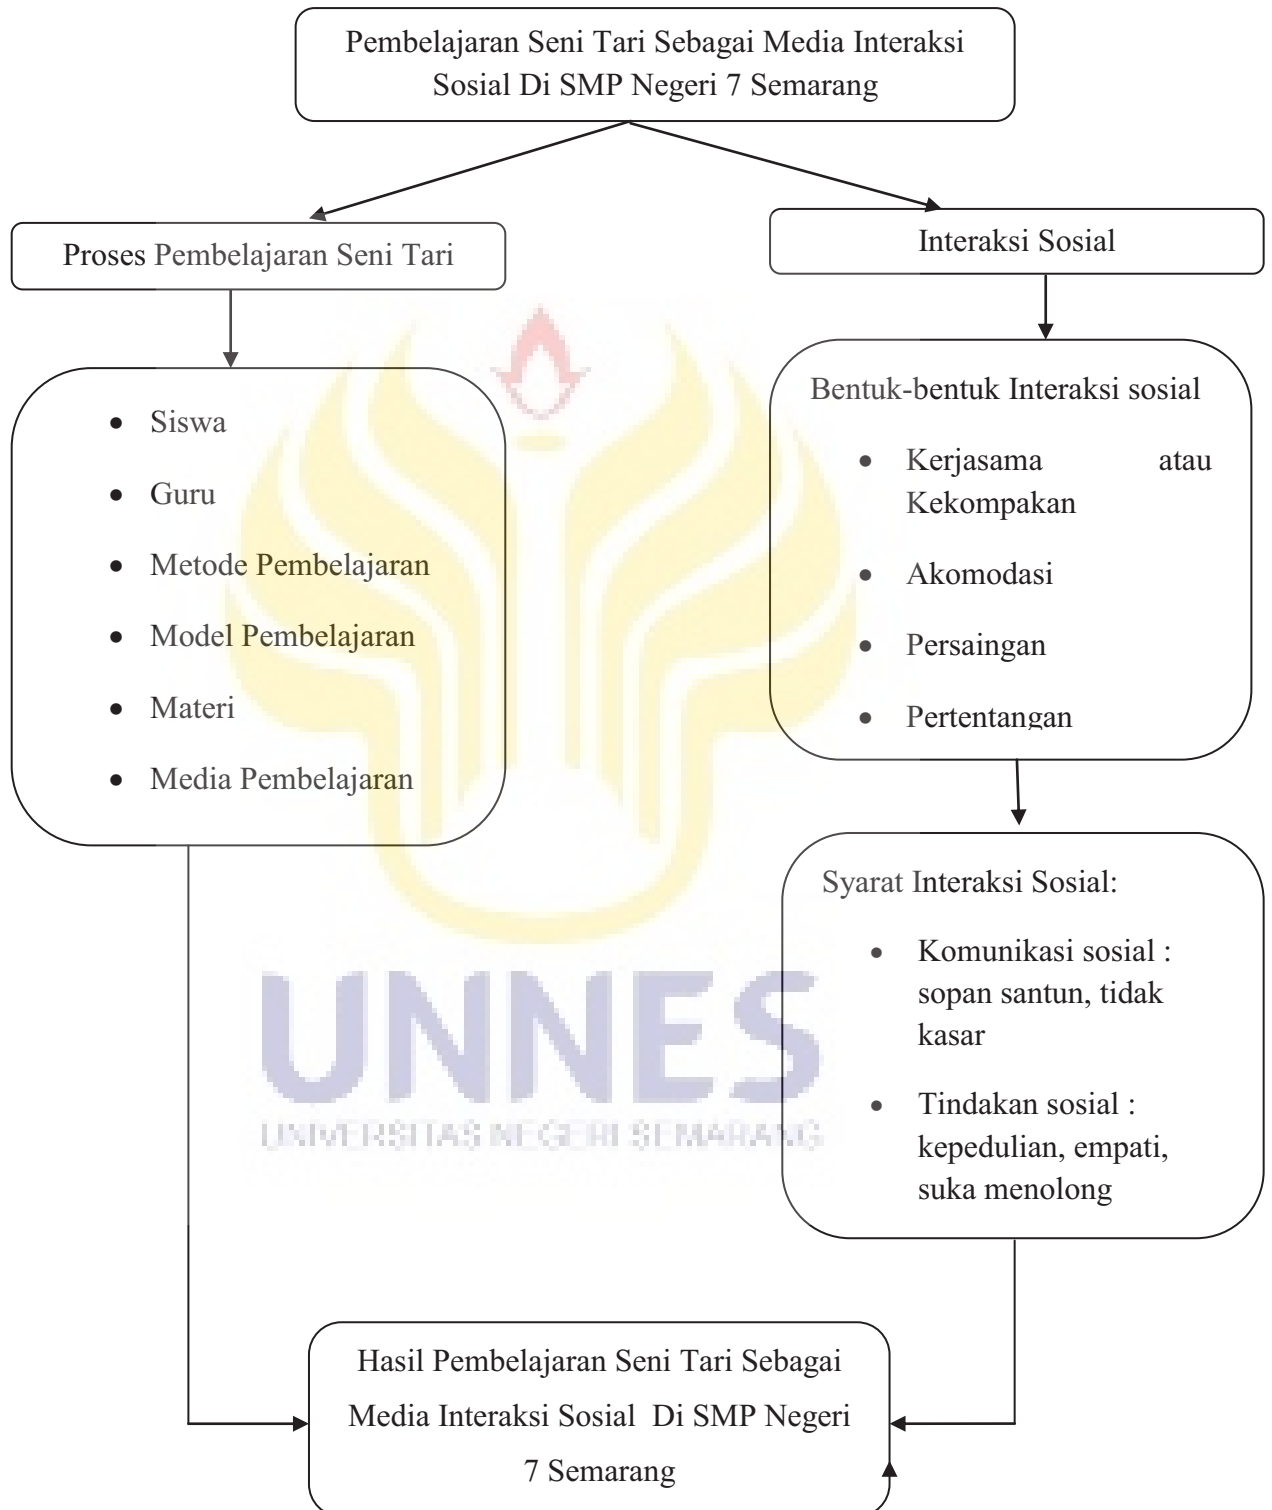 Pembelajaran Seni Tari Sebagai Media Interaksi
Sosial Di SMP Negeri 7 Semarang
Proses Pembelajaran Seni Tari
Interaksi Sosial
• Siswa
• Guru
• Metode Pembelajaran
• Model Pembelajaran
• Materi
• Media Pembelajaran
Bentuk-bentuk Interaksi sosial
• Kerjasama atau
Kekompakan
• Akomodasi
• Persaingan
• Pertentangan
Syarat Interaksi Sosial:
• Komunikasi sosial :
sopan santun, tidak
kasar
• Tindakan sosial :
kepedulian, empati,
suka menolong
UNNES
UNIVERSITAS NEGERI SEMARANG
Hasil Pembelajaran Seni Tari Sebagai
Media Interaksi Sosial Di SMP Negeri
7 Semarang